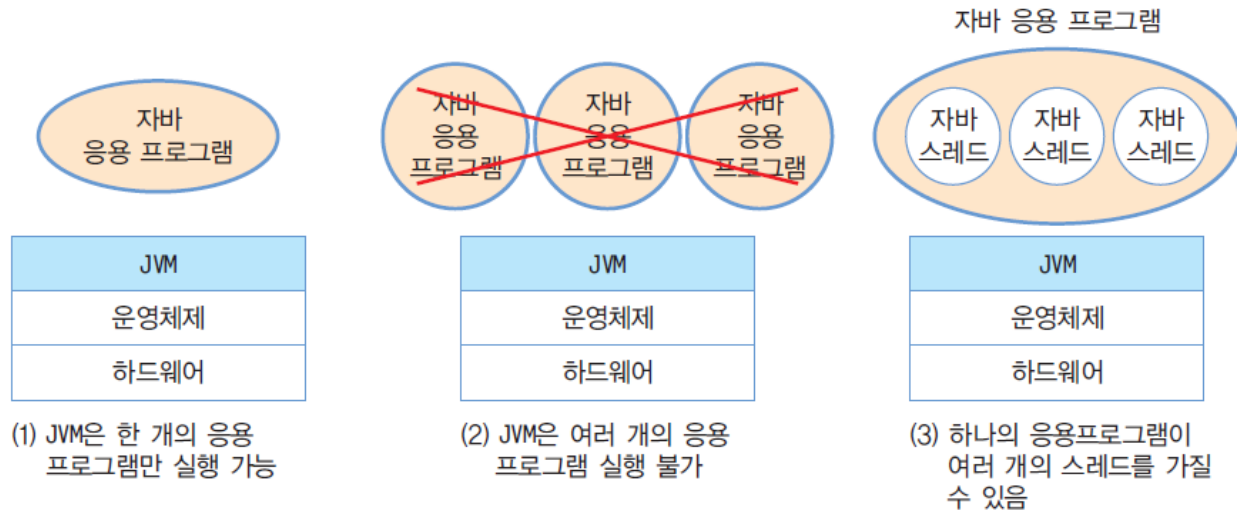 자바
응용 프로그램
JVM
운영체제
하드웨어
(1) JVM은 한 개의 응용
프로그램만 실행 가능
자바
응용
프로그램
자바
응용
프로그램
자바
응용
프로그램
JVM
운영체제
하드웨어
(2) JVM은 여러 개의 응용
프로그램 실행 불가
자바 응용 프로그램
자바
스레드
자바
스레드
자바
스레드
JVM
운영체제
하드웨어
(3) 하나의 응용프로그램이
여러 개의 스레드를 가질
수 있음